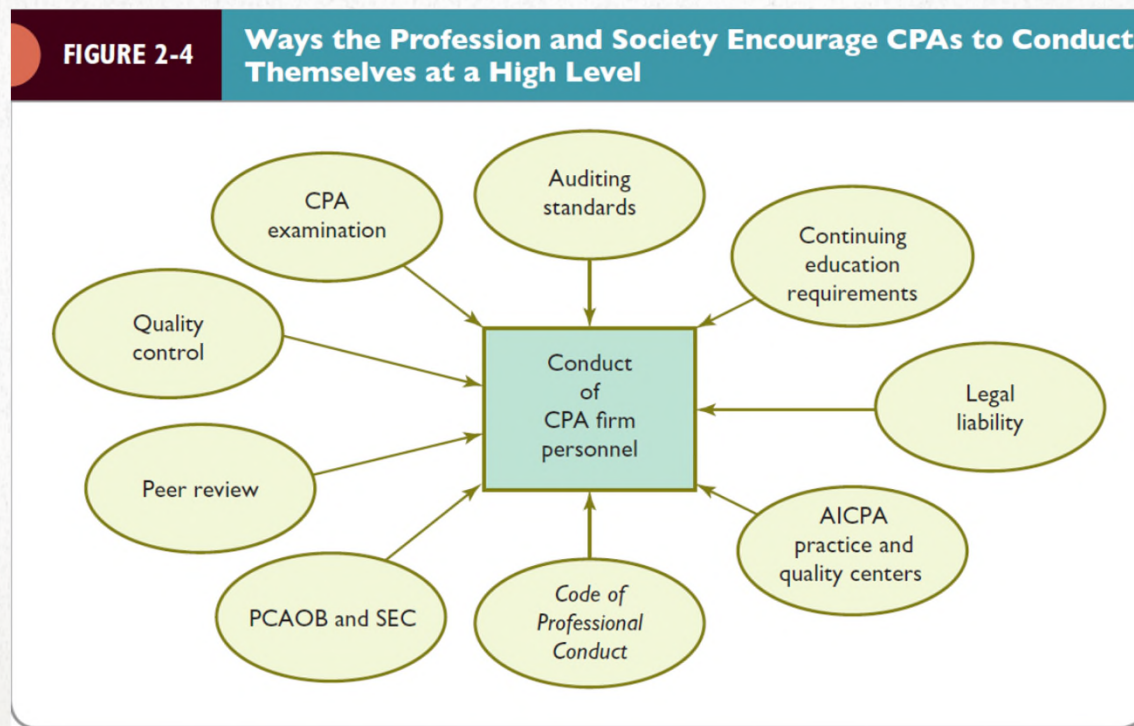 FIGURE 2-4
Ways the Profession and Society Encourage CPAs to Conduct
Themselves at a High Level
Auditing
standards
CPA
examination
Continuing
education
requirements
Quality
control
Conduct
of
CPA firm
personnel
Legal
liability
Peer review
AICPA
practice and
quality centers
PCAOB and SEC
Code of
Professional
Conduct